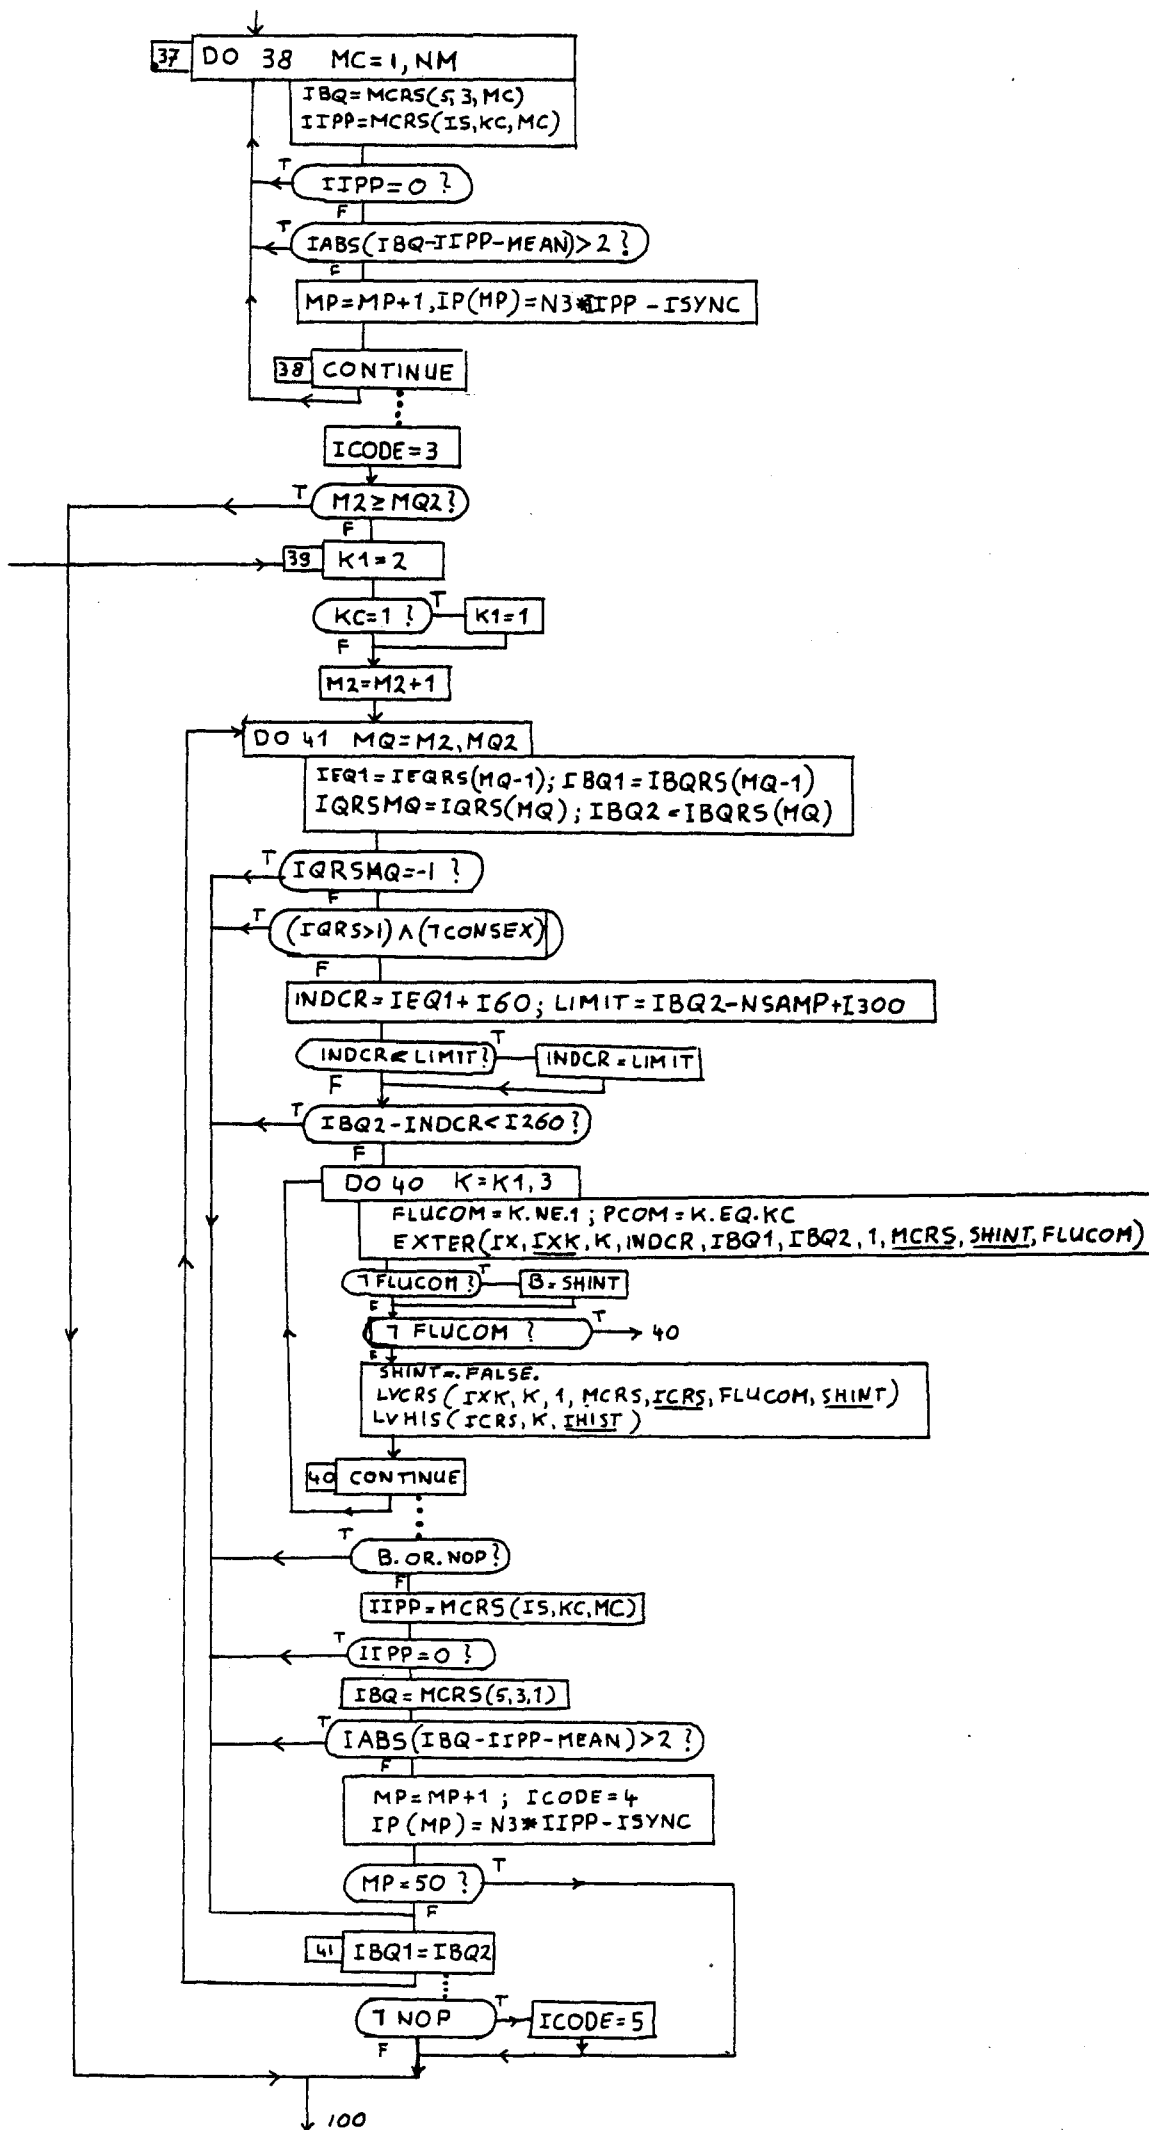 37 DO 38 MC=1, NM
IBQ=MCRS(5,3,MC)
IIPP=MCRS(IS,KC,MC)
T
IIPP=0 ?
F
T
IABS(IBQ-IIPP-MEAN)>2 ?
F
MP=MP+1, IP(MP)=N3*IIPP-ISYNC
38 CONTINUE
ICODE=3
T
M2≥MQ2?
F
39 K1=2
KC=1 ? T K1=1
F
M2=M2+1
DO 41 MQ=M2, MQ2
IEQ1=IEQRS(MQ-1); IBQ1=IBQRS(MQ-1)
IQRSMQ=IQRS(MQ); IBQ2=IBQRS(MQ)
T
IQRSMQ=-1 ?
F
T
(IQRS>1)∧(¬CONSEX)
F
INDCR=IEQ1+I60; LIMIT=IBQ2-NSAMP+I300
INDCR<LIMIT? T INDCR=LIMIT
F
T
IBQ2-INDCR<I260?
F
DO 40 K=K1,3
FLUCOM=K.NE.1; PCOM=K.EQ.KC
EXTER(IX, IXK, K, INDCR, IBQ1, IBQ2, 1, MCRS, SHINT, FLUCOM)
¬FLUCOM? T B=SHINT
F
¬ FLUCOM ? T 40
F
SHINT=.FALSE.
LVCRS (IXK, K, 1, MCRS, ICRS, FLUCOM, SHINT)
LVHIS (ICRS, K, IHIST)
40 CONTINUE
T
B.OR.NOP?
F
IIPP=MCRS(IS,KC,MC)
T
IIPP=0 ?
IBQ=MCRS(5,3,1)
T
IABS(IBQ-IIPP-MEAN)>2 ?
F
MP=MP+1 ; ICODE=4
IP(MP)=N3*IIPP-ISYNC
MP=50 ? T
F
41 IBQ1=IBQ2
¬ NOP T ICODE=5
F
100